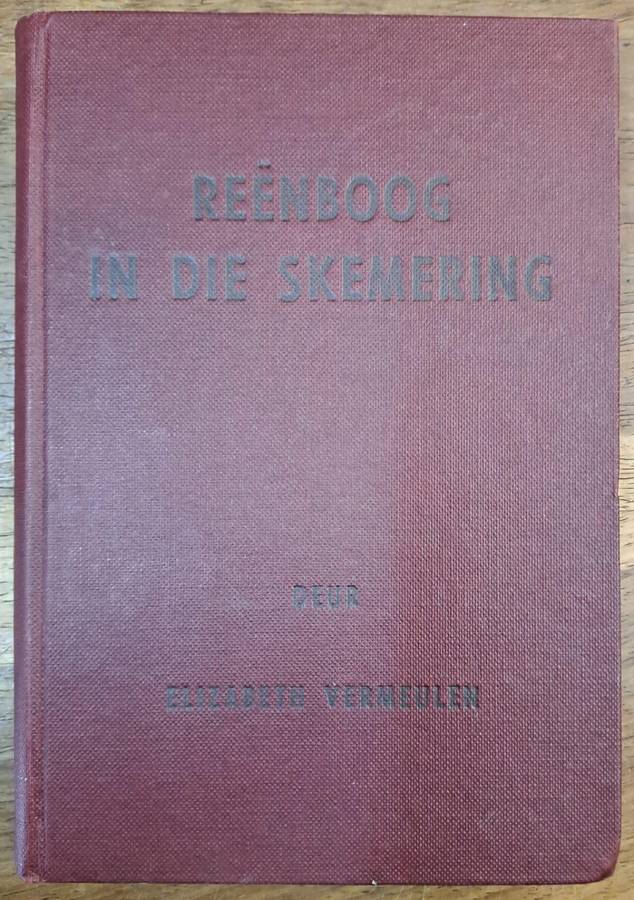 REËNBOOG
IN DIE SKEMERING
DEUR
ELIZABETH VERMEULEN